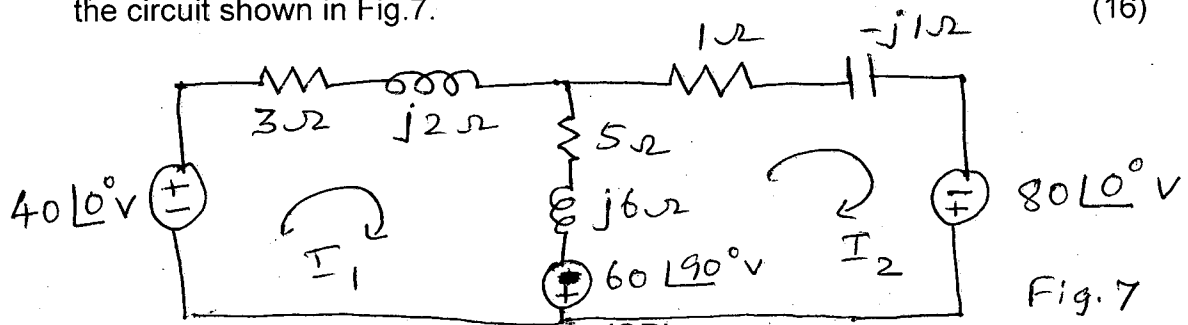 the circuit shown in Fig.7. (16)
1Ω -j1Ω
3Ω j2Ω
5Ω
40∠0° V + - j6Ω - + 80∠0° V
I1 I2
+ 60∠90° V
Fig. 7